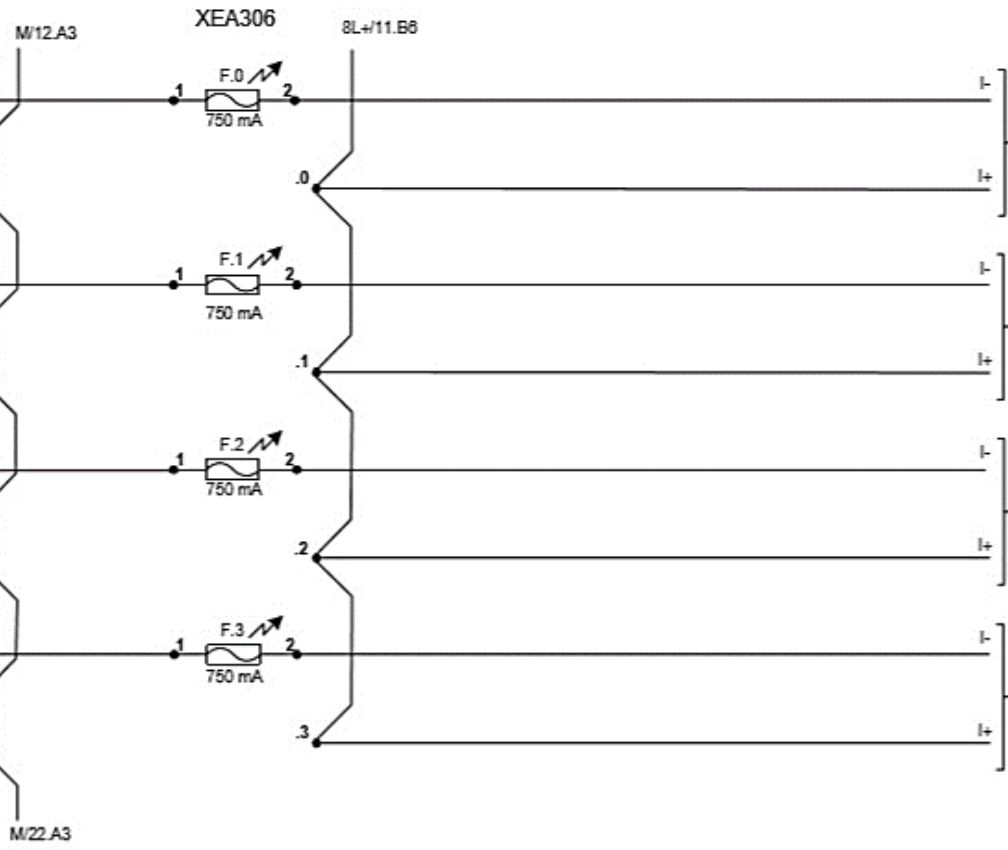 XEA306
M/12.A3
8L+/11.B6
F.0
1 2
750 mA
I-
.0
I+
F.1
1 2
750 mA
I-
.1
I+
F.2
1 2
750 mA
I-
.2
I+
F.3
1 2
750 mA
I-
.3
I+
M/22.A3